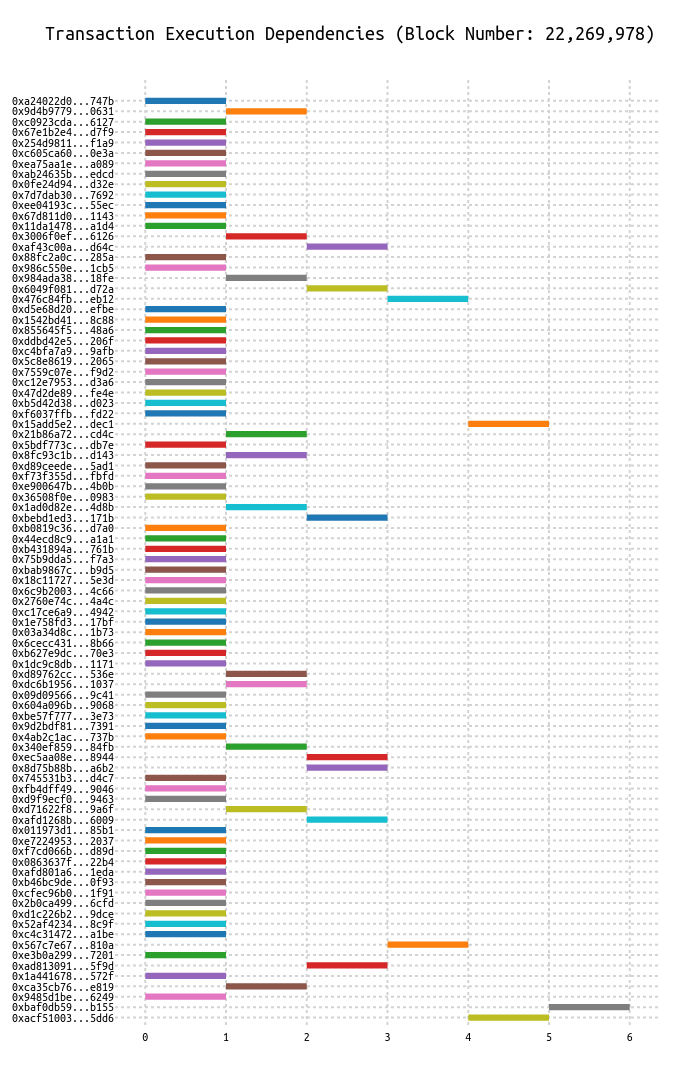 Transaction Execution Dependencies (Block Number: 22,269,978)
0xa24022d0...747b
0x9d4b9779...0631
0xc0923cda...6127
0x67e1b2e4...d7f9
0x254d9811...f1a9
0xc605ca60...0e3a
0xea75aa1e...a089
0xab24635b...edcd
0x0fe24d94...d32e
0x7d7dab30...7692
0xee04193c...55ec
0x67d811d0...1143
0x11da1478...a1d4
0x3006f0ef...6126
0xaf43c00a...d64c
0x88fc2a0c...285a
0x986c550e...1cb5
0x984ada38...18fe
0x6049f081...d72a
0x476c84fb...eb12
0xd5e68d20...efbe
0x1542bd41...8c88
0x855645f5...48a6
0xddbd42e5...206f
0xc4bfa7a9...9afb
0x5c8e8619...2065
0x7559c07e...f9d2
0xc12e7953...d3a6
0x47d2de89...fe4e
0xb5d42d38...d023
0xf6037ffb...fd22
0x15add5e2...dec1
0x21b86a72...cd4c
0x5bdf773c...db7e
0x8fc93c1b...d143
0xd89ceede...5ad1
0xf73f355d...fbfd
0xe900647b...4b0b
0x36508f0e...0983
0x1ad0d82e...4d8b
0xbebd1ed3...171b
0xb0819c36...d7a0
0x44ecd8c9...a1a1
0xb431894a...761b
0x75b9dda5...f7a3
0xbab9867c...b9d5
0x18c11727...5e3d
0x6c9b2003...4c66
0x2760e74c...4a4c
0xc17ce6a9...4942
0x1e758fd3...17bf
0x03a34d8c...1b73
0x6cecc431...8b66
0xb627e9dc...70e3
0x1dc9c8db...1171
0xd89762cc...536e
0xdc6b1956...1037
0x09d09566...9c41
0x604a096b...9068
0xbe57f777...3e73
0x9d2bdf81...7391
0x4ab2c1ac...737b
0x340ef859...84fb
0xec5aa08e...8944
0x8d75b88b...a6b2
0x745531b3...d4c7
0xfb4dff49...9046
0xd9f9ecf0...9463
0xd71622f8...9a6f
0xafd1268b...6009
0x011973d1...85b1
0xe7224953...2037
0xf7cd066b...d89d
0x0863637f...22b4
0xafd801a6...1eda
0xb46bc9de...0f93
0xcfec96b0...1f91
0x2b0ca499...6cfd
0xd1c226b2...9dce
0x52af4234...8c9f
0xc4c31472...a1be
0x567c7e67...810a
0xe3b0a299...7201
0xad813091...5f9d
0x1a441678...572f
0xca35cb76...e819
0x9485d1be...6249
0xbaf0db59...b155
0xacf51003...5dd6
0 1 2 3 4 5 6